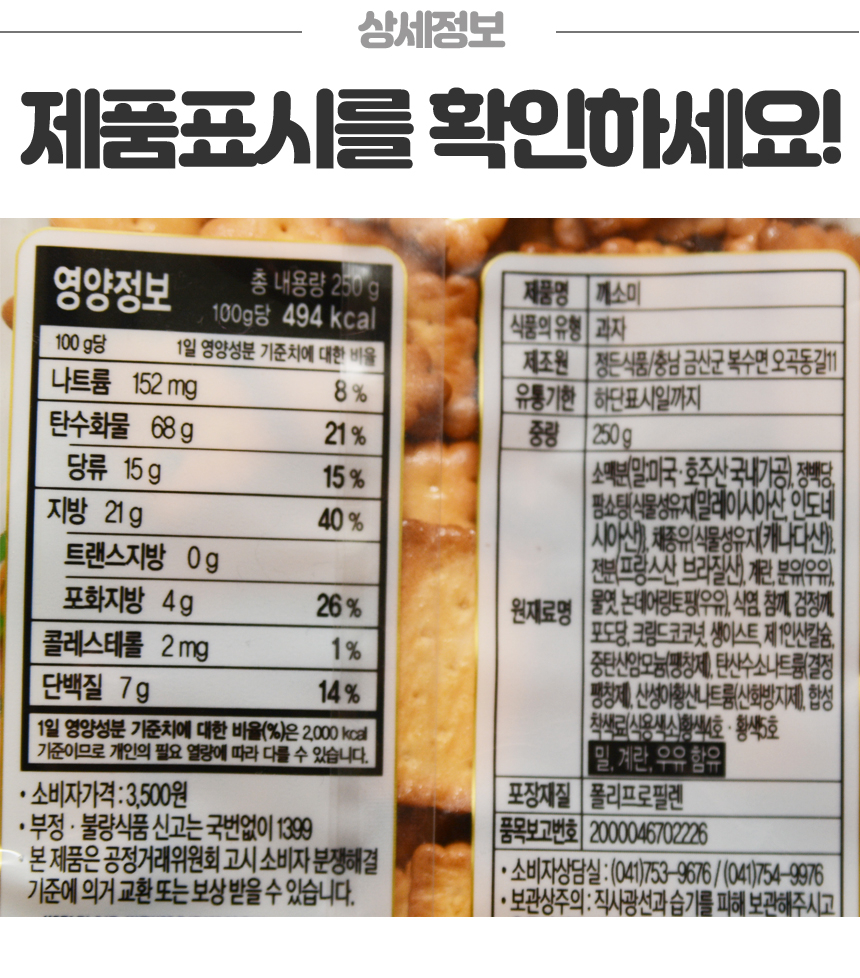 상세정보
제품표시를 확인하세요!
영양정보
총 내용량 250 g
100g당 494 kcal
100 g당 1일 영양성분 기준치에 대한 비율
나트륨 152 mg 8 %
탄수화물 68 g 21 %
당류 15 g 15 %
지방 21 g 40 %
트랜스지방 0 g
포화지방 4 g 26 %
콜레스테롤 2 mg 1 %
단백질 7 g 14 %
1일 영양성분 기준치에 대한 비율(%)은 2,000 kcal
기준이므로 개인의 필요 열량에 따라 다를 수 있습니다.
• 소비자가격 : 3,500원
• 부정 · 불량식품 신고는 국번없이 1399
· 본 제품은 공정거래위원회 고시 소비자 분쟁해결
기준에 의거 교환 또는 보상 받을 수 있습니다.
제품명 깨소미
식품의 유형 과자
제조원 정든식품/충남 금산군 복수면 오곡동길11
유통기한 하단표시일까지
중량 250 g
원재료명
소맥분(밀:미국·호주산 국내가공), 정백당,
팜쇼팅(식물성유지(말레이시아산, 인도네
시아산)), 채종유(식물성유지(캐나다산)),
전분(프랑스산, 브라질산), 계란, 분유(우유),
물엿, 논데어링토핑(우유), 식염, 참깨, 검정깨,
포도당, 크림드코코넛, 생이스트, 제1인산칼슘,
중탄산암모늄(팽창제), 탄산수소나트륨(결정
팽창제), 산성아황산나트륨(산화방지제), 합성
착색료(식용색소)황색4호 · 황색5호
밀, 계란, 우유 함유
포장재질 폴리프로필렌
품목보고번호 2000046702226
• 소비자상담실 : (041)753-9676 / (041)754-9976
• 보관상주의 : 직사광선과 습기를 피해 보관해주시고